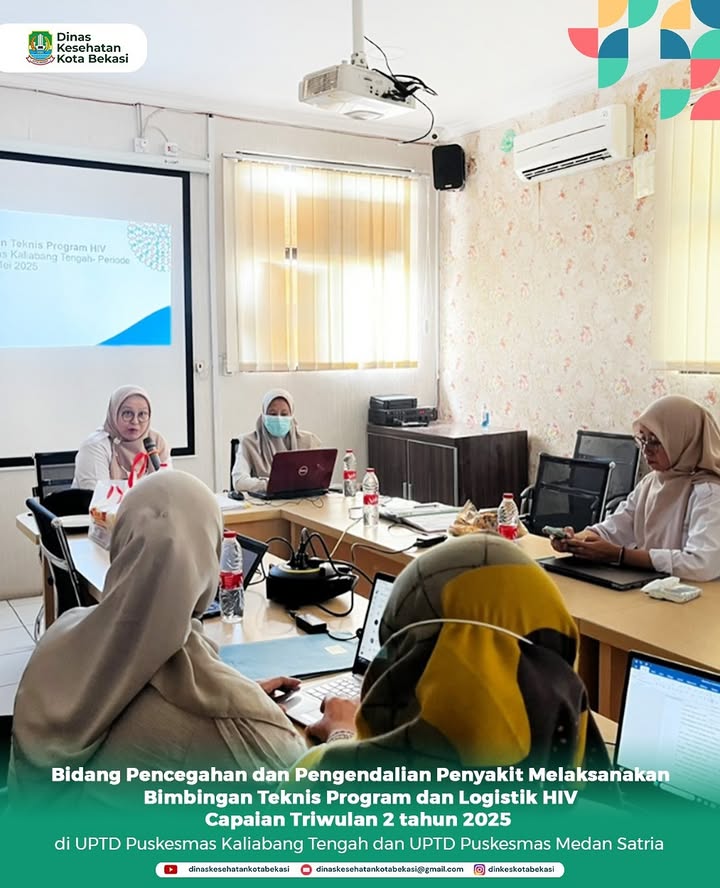 Dinas
Kesehatan
Kota Bekasi
Teknis Program HIV
Kaliabang Tengah- Periode
2025
Bidang Pencegahan dan Pengendalian Penyakit Melaksanakan
Bimbingan Teknis Program dan Logistik HIV
Capaian Triwulan 2 tahun 2025
di UPTD Puskesmas Kaliabang Tengah dan UPTD Puskesmas Medan Satria
dinaskesehatankotabekasi
dinaskesehatankotabekasi@gmail.com
dinkeskotabekasi